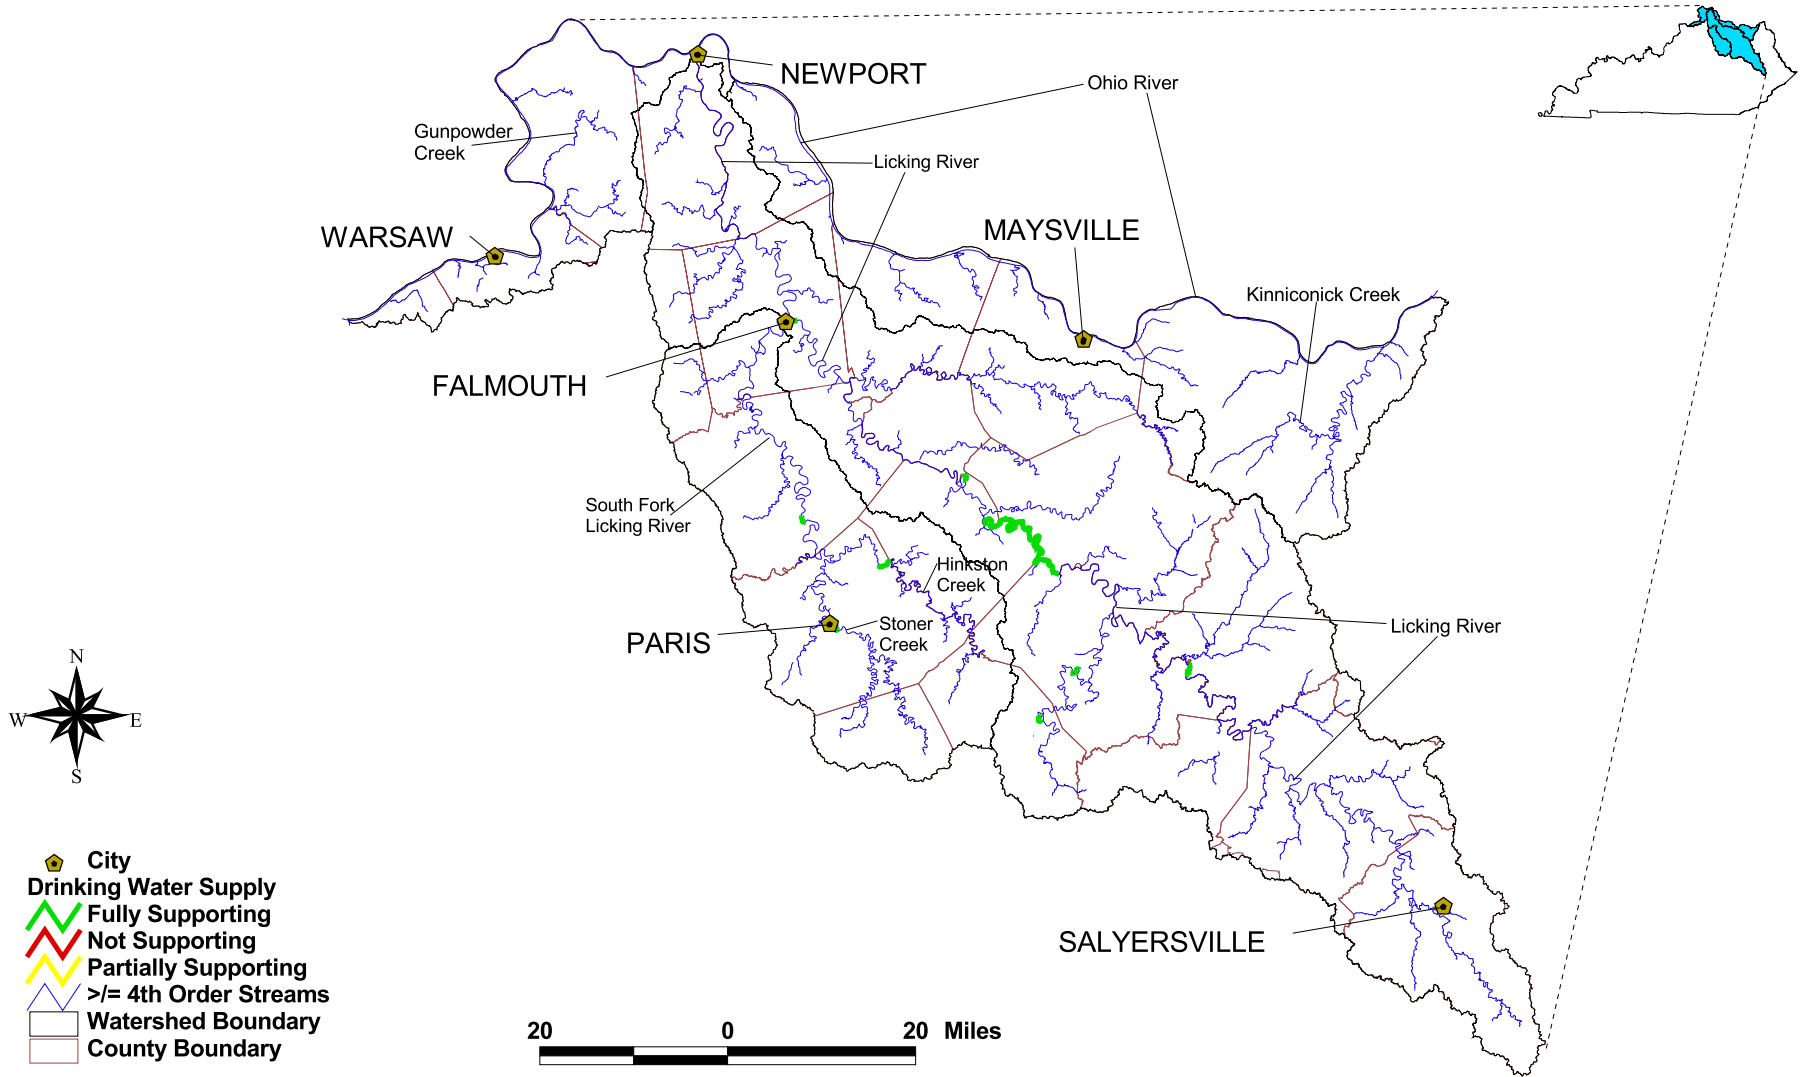 NEWPORT
Ohio River
Gunpowder
Creek
Licking River
WARSAW
MAYSVILLE
Kinniconick Creek
FALMOUTH
South Fork
Licking River
Hinkston
Creek
PARIS
Stoner
Creek
Licking River
N
W
E
S
SALYERSVILLE
City
Drinking Water Supply
Fully Supporting
Not Supporting
Partially Supporting
>/= 4th Order Streams
Watershed Boundary
County Boundary
20 0 20 Miles